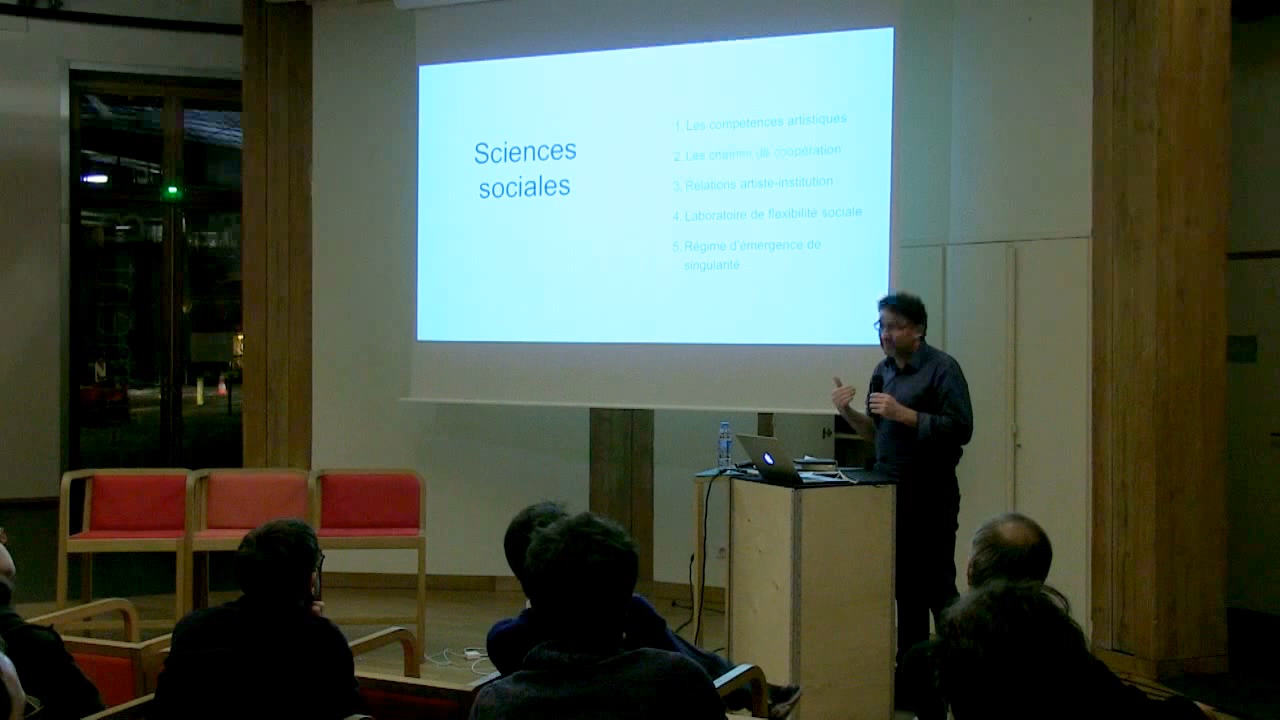 Sciences
sociales
1. Les compétences artistiques
2. Les chaînes de coopération
3. Relations artiste-institution
4. Laboratoire de flexibilité sociale
5. Régime d'émergence de
singularité